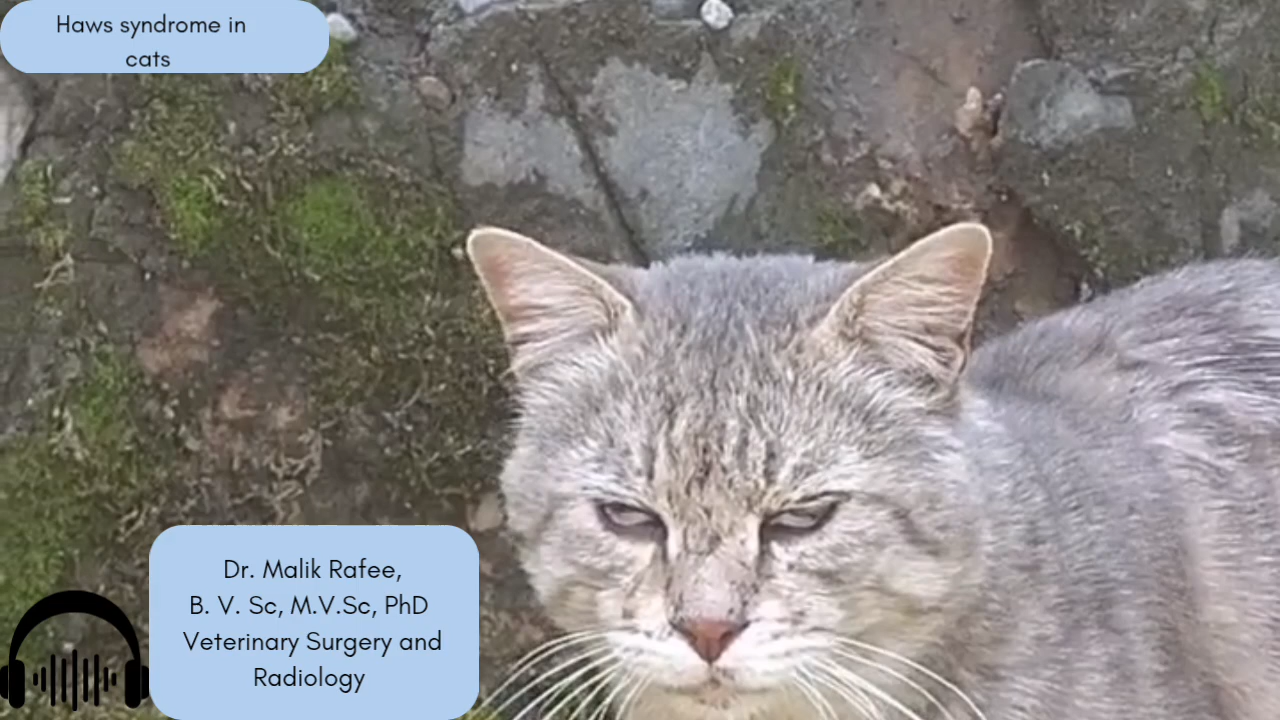 Haws syndrome in
cats
Dr. Malik Rafee,
B. V. Sc, M.V.Sc, PhD
Veterinary Surgery and
Radiology